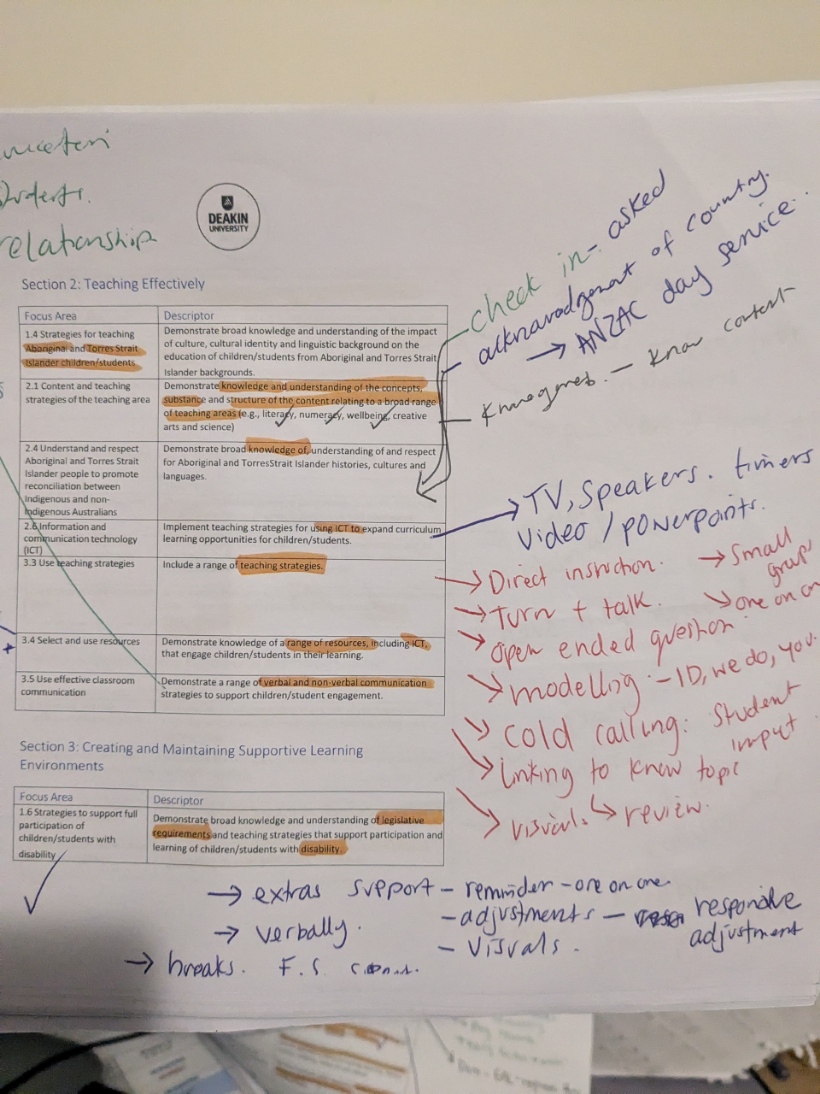 relationship
DEAKIN
UNIVERSITY
check in - asked
acknavadgemat of country.
→ ANZAC day service.
Know content
Section 2: Teaching Effectively
Focus Area
Descriptor
1.4 Strategies for teaching
Aboriginal and Torres Strait
Islander children/students
Demonstrate broad knowledge and understanding of the impact
of culture, cultural identity and linguistic background on the
education of children/students from Aboriginal and Torres Strait
Islander backgrounds.
2.1 Content and teaching
strategies of the teaching area
Demonstrate knowledge and understanding of the concepts,
substance and structure of the content relating to a broad range
of teaching areas (e.g., literacy, numeracy, wellbeing, creative
arts and science)
2.4 Understand and respect
Aboriginal and Torres Strait
Islander people to promote
reconciliation between
Indigenous and non-
Indigenous Australians
Demonstrate broad knowledge of, understanding of and respect
for Aboriginal and TorresStrait Islander histories, cultures and
languages.
2.6 Information and
communication technology
(ICT)
Implement teaching strategies for using ICT to expand curriculum
learning opportunities for children/students.
→ TV, Speakers. timers
video / powerpoints.
3.3 Use teaching strategies
Include a range of teaching strategies.
→ Direct insruction. → Small
group
→ Turn + talk. → one on
→ open ended question.
→ modelling - ID, we do, you
→ cold calling: Student
input
→ linking to know topic
→ visuals → review.
3.4 Select and use resources
Demonstrate knowledge of a range of resources, including ICT,
that engage children/students in their learning.
3.5 Use effective classroom
communication
Demonstrate a range of verbal and non-verbal communication
strategies to support children/student engagement.
Section 3: Creating and Maintaining Supportive Learning
Environments
Focus Area
Descriptor
1.6 Strategies to support full
participation of
children/students with
disability
Demonstrate broad knowledge and understanding of legislative
requirements and teaching strategies that support participation and
learning of children/students with disability.
→ extras support - reminder - one on one.
- adjustments - responsive
adjustment
→ verbally. - visuals.
→ breaks. F.S